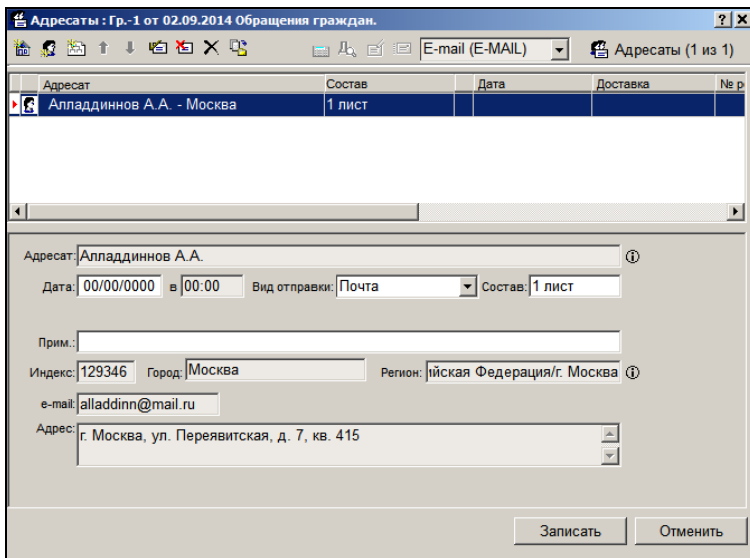 Адресаты : Гр.-1 от 02.09.2014 Обращения граждан.
E-mail (E-MAIL) Адресаты (1 из 1)
Адресат Состав Дата Доставка № р
Алладдиннов А.А. - Москва 1 лист
Адресат: Алладдиннов А.А.
Дата: 00/00/0000 в 00:00 Вид отправки: Почта Состав: 1 лист
Прим.:
Индекс: 129346 Город: Москва Регион: ийская Федерация/г. Москва
e-mail: alladdinn@mail.ru
Адрес: г. Москва, ул. Переявитская, д. 7, кв. 415
Записать Отменить